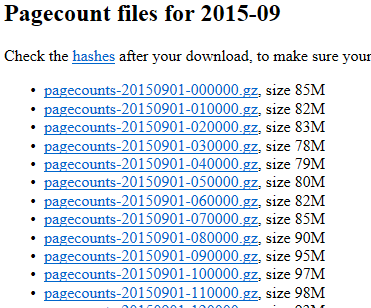 Pagecount files for 2015-09
Check the hashes after your download, to make sure your
• pagecounts-20150901-000000.gz, size 85M
• pagecounts-20150901-010000.gz, size 82M
• pagecounts-20150901-020000.gz, size 83M
• pagecounts-20150901-030000.gz, size 78M
• pagecounts-20150901-040000.gz, size 79M
• pagecounts-20150901-050000.gz, size 80M
• pagecounts-20150901-060000.gz, size 82M
• pagecounts-20150901-070000.gz, size 85M
• pagecounts-20150901-080000.gz, size 90M
• pagecounts-20150901-090000.gz, size 95M
• pagecounts-20150901-100000.gz, size 97M
• pagecounts-20150901-110000.gz, size 98M